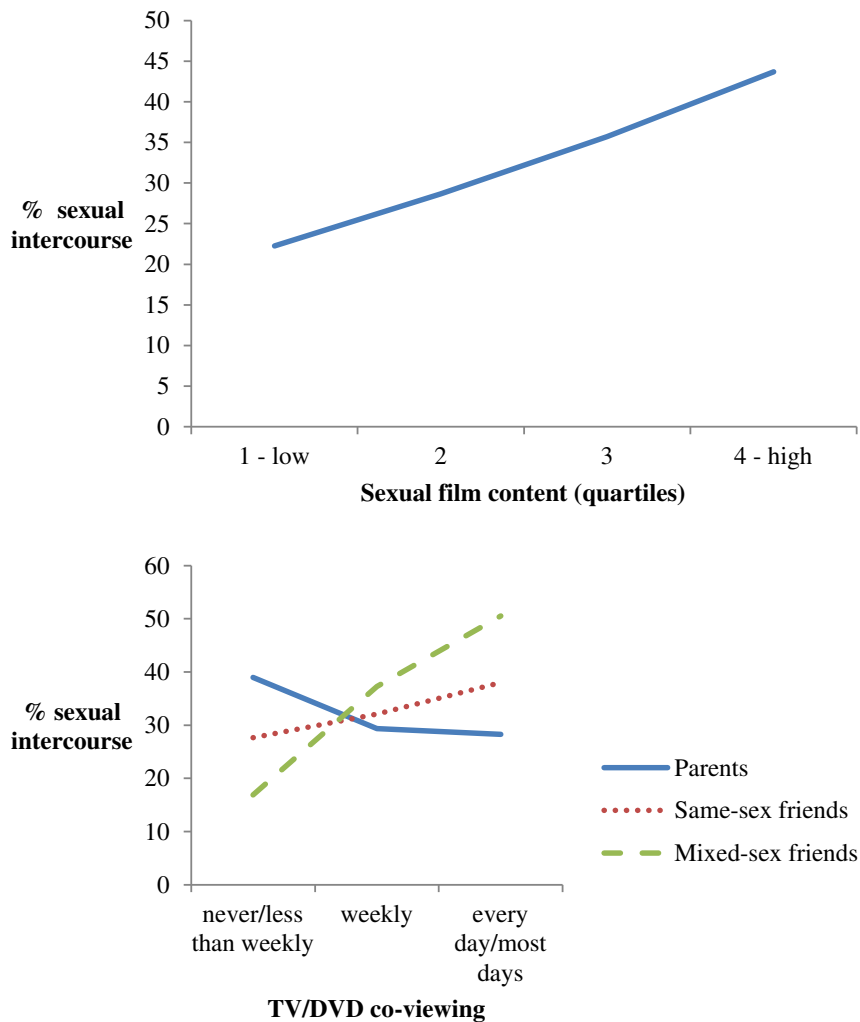 50
45
40
35
30
25
20
15
10
5
0
% sexual
intercourse
1 - low 2 3 4 - high
Sexual film content (quartiles)
60
50
40
30
20
10
0
% sexual
intercourse
never/less
than weekly
weekly
every
day/most
days
TV/DVD co-viewing
Parents
Same-sex friends
Mixed-sex friends